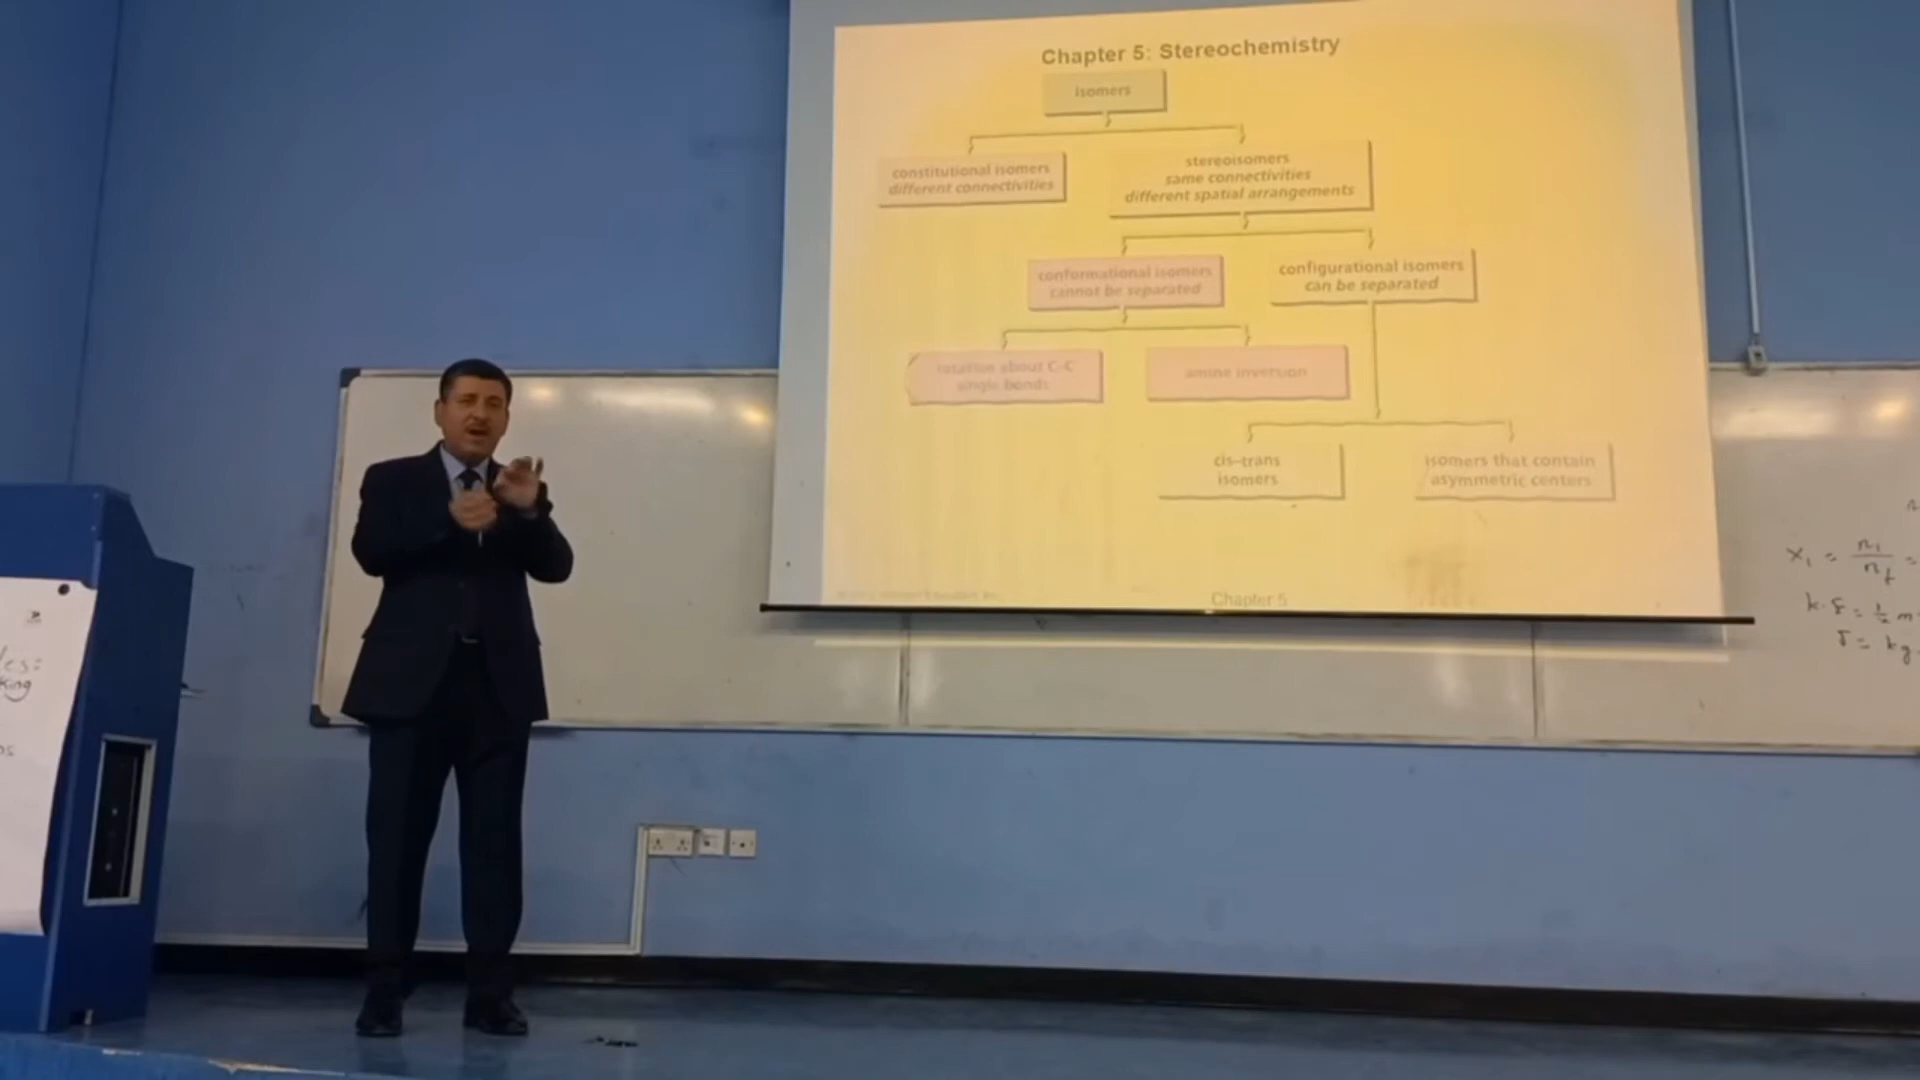 Chapter 5: Stereochemistry
isomers
constitutional isomers
different connectivities
stereoisomers
same connectivities
different spatial arrangements
conformational isomers
cannot be separated
configurational isomers
can be separated
rotation about C–C
single bonds
amine inversion
cis–trans
isomers
isomers that contain
asymmetric centers
Chapter 5